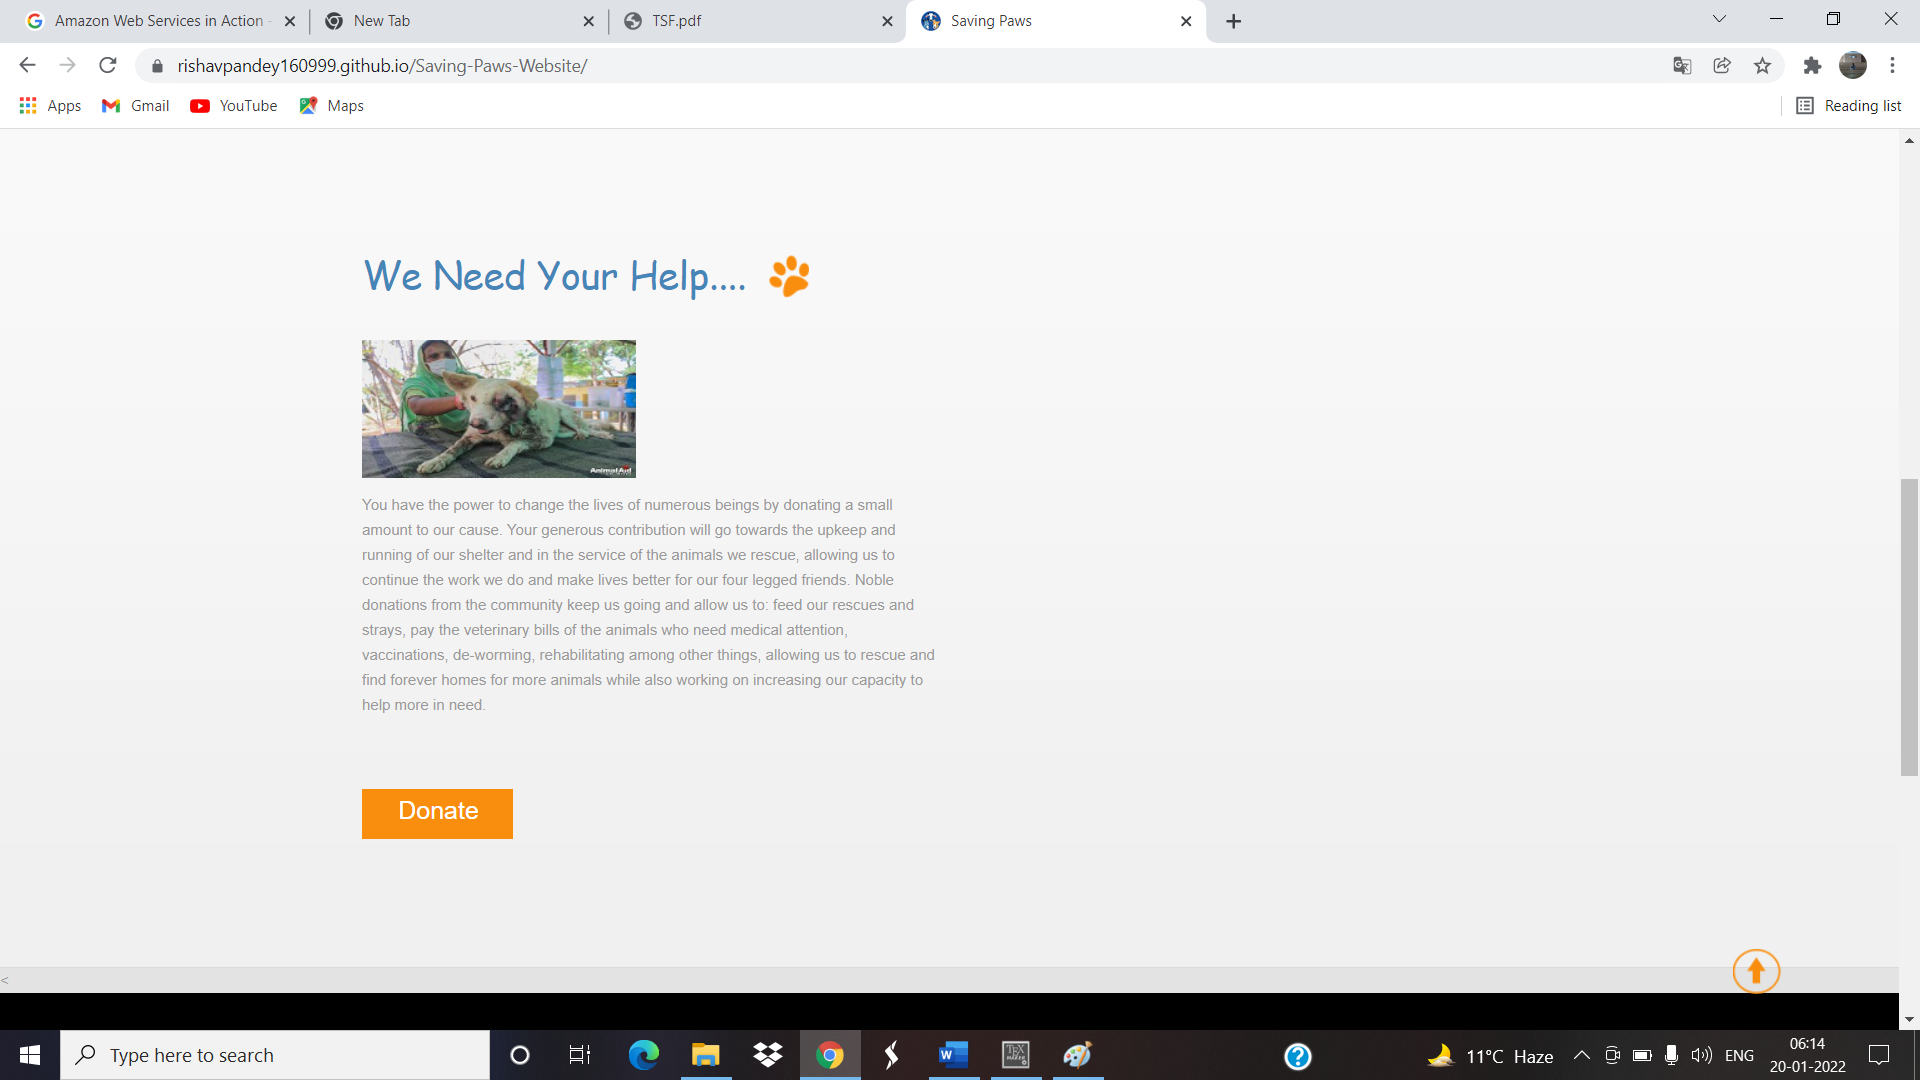 Amazon Web Services in Action -
New Tab
TSF.pdf
Saving Paws
rishavpandey160999.github.io/Saving-Paws-Website/
Apps
Gmail
YouTube
Maps
Reading list
We Need Your Help....
You have the power to change the lives of numerous beings by donating a small
amount to our cause. Your generous contribution will go towards the upkeep and
running of our shelter and in the service of the animals we rescue, allowing us to
continue the work we do and make lives better for our four legged friends. Noble
donations from the community keep us going and allow us to: feed our rescues and
strays, pay the veterinary bills of the animals who need medical attention,
vaccinations, de-worming, rehabilitating among other things, allowing us to rescue and
find forever homes for more animals while also working on increasing our capacity to
help more in need.
Donate
<
Type here to search
11°C Haze
ENG
06:14
20-01-2022